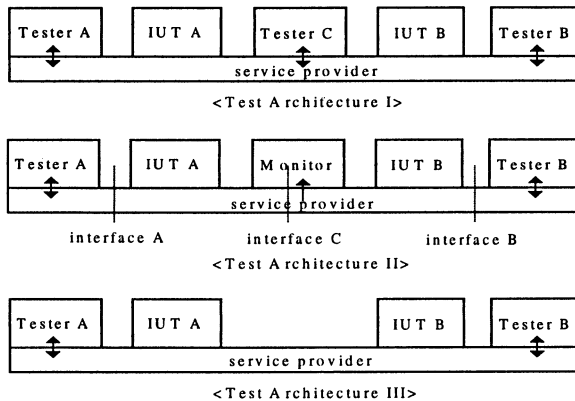 Tester A IUT A Tester C IUT B Tester B
service provider
<Test Architecture I>
Tester A IUT A Monitor IUT B Tester B
service provider
interface A interface C interface B
<Test Architecture II>
Tester A IUT A IUT B Tester B
service provider
<Test Architecture III>